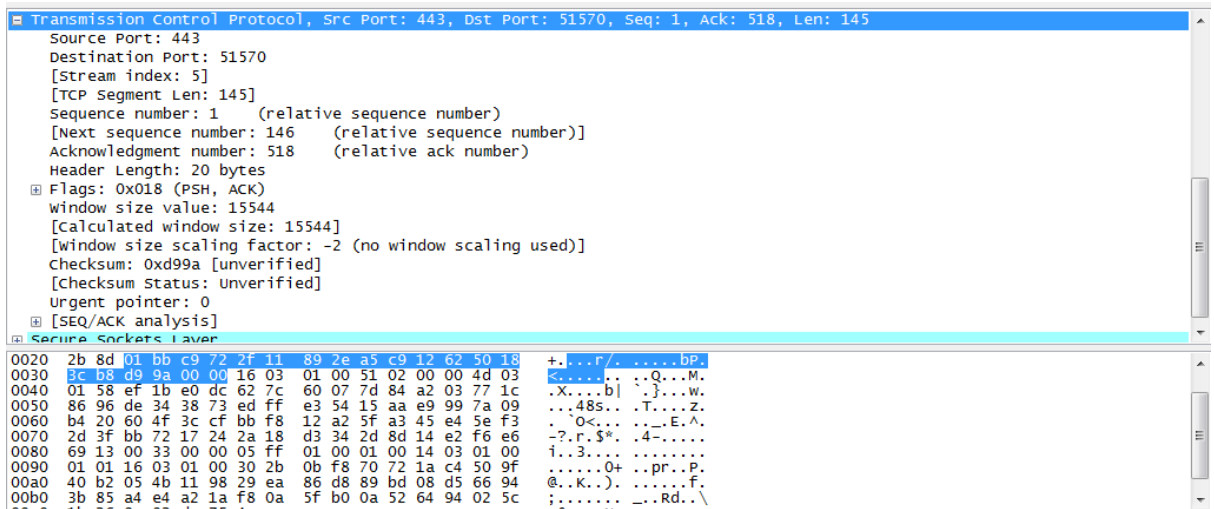 Transmission Control Protocol, Src Port: 443, Dst Port: 51570, Seq: 1, Ack: 518, Len: 145
Source Port: 443
Destination Port: 51570
[Stream index: 5]
[TCP Segment Len: 145]
Sequence number: 1    (relative sequence number)
[Next sequence number: 146    (relative sequence number)]
Acknowledgment number: 518    (relative ack number)
Header Length: 20 bytes
Flags: 0x018 (PSH, ACK)
Window size value: 15544
[Calculated window size: 15544]
[Window size scaling factor: -2 (no window scaling used)]
Checksum: 0xd99a [unverified]
[Checksum Status: Unverified]
Urgent pointer: 0
[SEQ/ACK analysis]
Secure Sockets Layer
0020  2b 8d 01 bb c9 72 2f 11  89 2e a5 c9 12 62 50 18   +....r/. .....bP.
0030  3c b8 d9 9a 00 00 16 03  01 00 51 02 00 00 4d 03   <....... ..Q...M.
0040  01 58 ef 1b e0 dc 62 7c  60 07 7d 84 a2 03 77 1c   .X....b| `.}...w.
0050  86 96 de 34 38 73 ed ff  e3 54 15 aa e9 99 7a 09   ...48s.. .T....z.
0060  b4 20 60 4f 3c cf bb f8  12 a2 5f a3 45 e4 5e f3   . `O<... .._.E.^.
0070  2d 3f bb 72 17 24 2a 18  d3 34 2d 8d 14 e2 f6 e6   -?.r.$*. .4-.....
0080  69 13 00 33 00 00 05 ff  01 00 01 00 14 03 01 00   i..3.... ........
0090  01 01 16 03 01 00 30 2b  0b f8 70 72 1a c4 50 9f   ......0+ ..pr..P.
00a0  40 b2 05 4b 11 98 29 ea  86 d8 89 bd 08 d5 66 94   @..K..). ......f.
00b0  3b 85 a4 e4 a2 1a f8 0a  5f b0 0a 52 64 94 02 5c   ;....... _..Rd..\